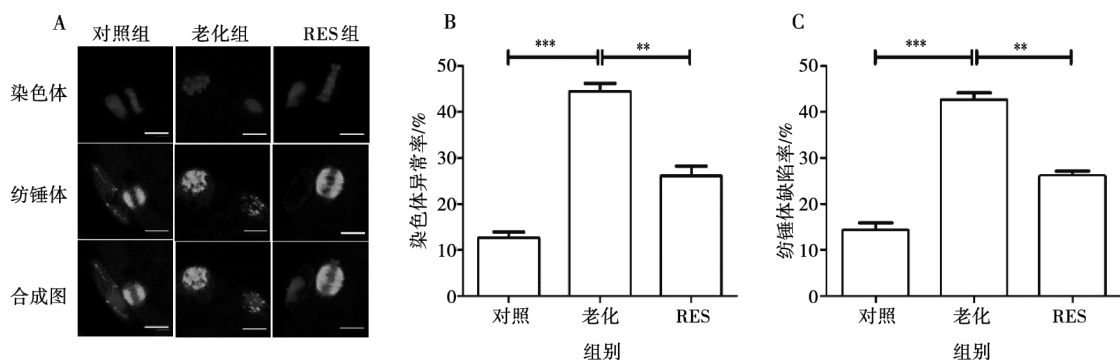 A
对照组 老化组 RES组
染色体
纺锤体
合成图
B
*** **
染色体异常率/%
50
40
30
20
10
0
对照 老化 RES
组别
C
*** **
纺锤体缺陷率/%
50
40
30
20
10
0
对照 老化 RES
组别